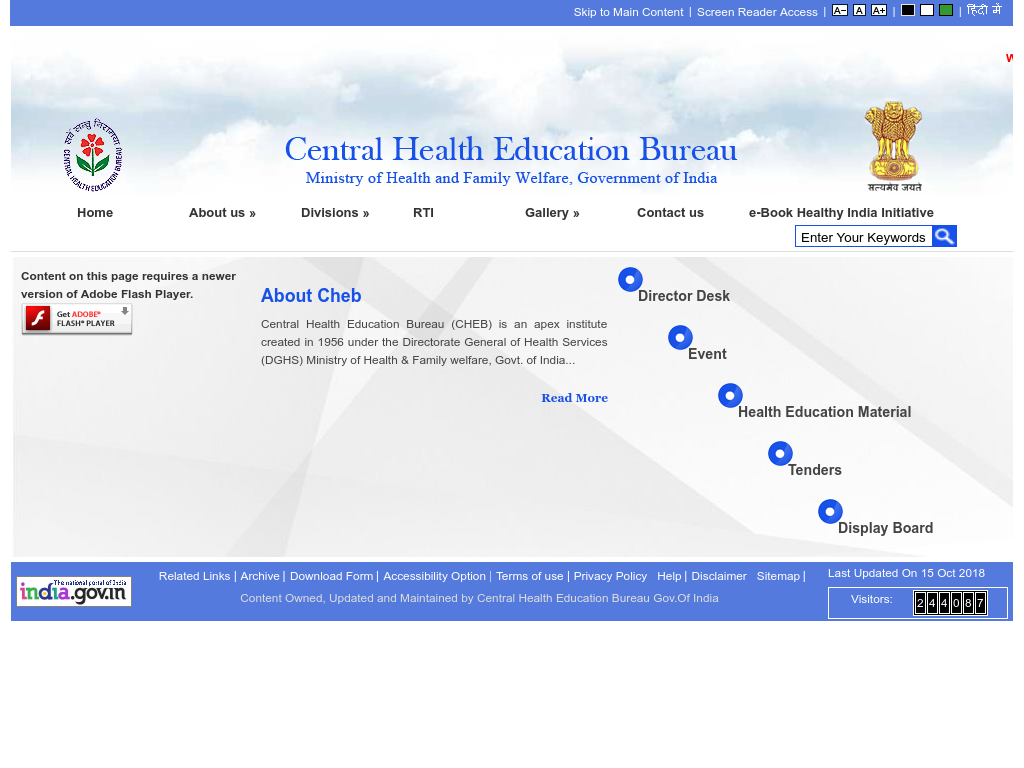 Skip to Main Content | Screen Reader Access | A− A A+ | | हिंदी में
W
सर्वे सन्तु निरामया
CENTRAL HEALTH EDUCATION BUREAU
Central Health Education Bureau
Ministry of Health and Family Welfare, Government of India
सत्यमेव जयते
Home About us » Divisions » RTI Gallery » Contact us e-Book Healthy India Initiative
Enter Your Keywords
Content on this page requires a newer
version of Adobe Flash Player.
Get ADOBE®
FLASH® PLAYER
About Cheb
Central Health Education Bureau (CHEB) is an apex institute
created in 1956 under the Directorate General of Health Services
(DGHS) Ministry of Health & Family welfare, Govt. of India...
Read More
Director Desk
Event
Health Education Material
Tenders
Display Board
The national portal of India
india.gov.in
Related Links | Archive | Download Form | Accessibility Option | Terms of use | Privacy Policy Help | Disclaimer Sitemap |
Content Owned, Updated and Maintained by Central Health Education Bureau Gov.Of India
Last Updated On 15 Oct 2018
Visitors: 244087